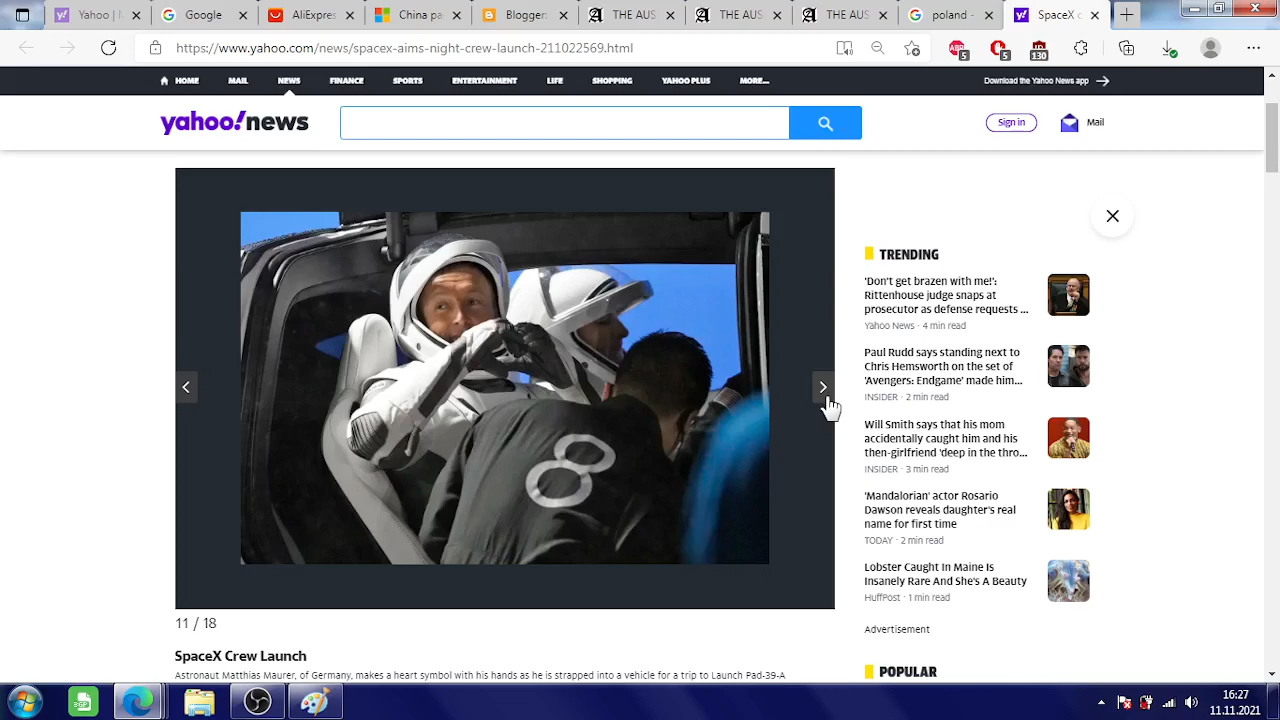 Yahoo
Google
AliExpres
China pe
Blogger.
THE AUS
THE AUS
THE AUS
poland -
SpaceX c
https://www.yahoo.com/news/spacex-aims-night-crew-launch-211022569.html
ABP
5
5
130
HOME
MAIL
NEWS
FINANCE
SPORTS
ENTERTAINMENT
LIFE
SHOPPING
YAHOO PLUS
MORE...
Download the Yahoo News app
yahoo!news
Sign in
Mail
8
11 / 18
SpaceX Crew Launch
Astronaut Matthias Maurer, of Germany, makes a heart symbol with his hands as he is strapped into a vehicle for a trip to Launch Pad-39-A
TRENDING
'Don't get brazen with me!':
Rittenhouse judge snaps at
prosecutor as defense requests ...
Yahoo News · 4 min read
Paul Rudd says standing next to
Chris Hemsworth on the set of
'Avengers: Endgame' made him...
INSIDER · 2 min read
Will Smith says that his mom
accidentally caught him and his
then-girlfriend 'deep in the thro...
INSIDER · 3 min read
'Mandalorian' actor Rosario
Dawson reveals daughter's real
name for first time
TODAY · 2 min read
Lobster Caught In Maine Is
Insanely Rare And She's A Beauty
HuffPost · 1 min read
Advertisement
POPULAR
16:27
11.11.2021